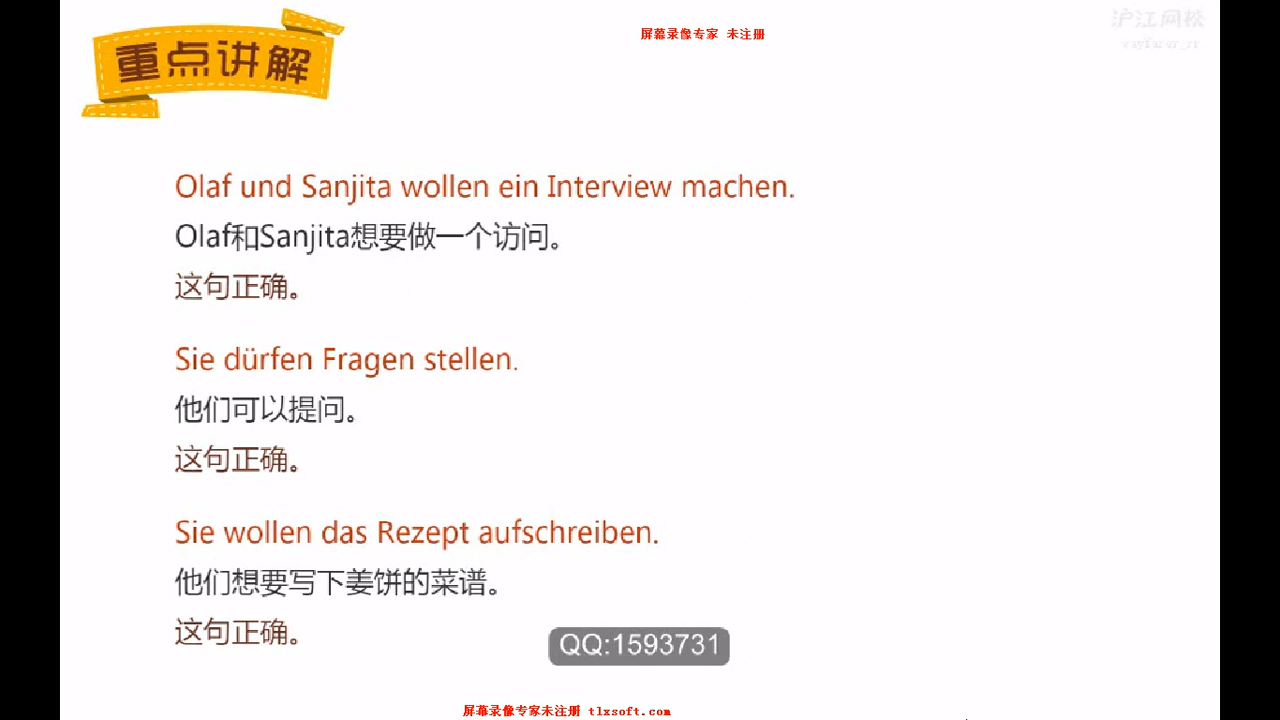 屏幕录像专家 未注册
沪江网校
重点讲解
Olaf und Sanjita wollen ein Interview machen.
Olaf和Sanjita想要做一个访问。
这句正确。
Sie dürfen Fragen stellen.
他们可以提问。
这句正确。
Sie wollen das Rezept aufschreiben.
他们想要写下姜饼的菜谱。
这句正确。
QQ:1593731
屏幕录像专家未注册 tlxsoft.com